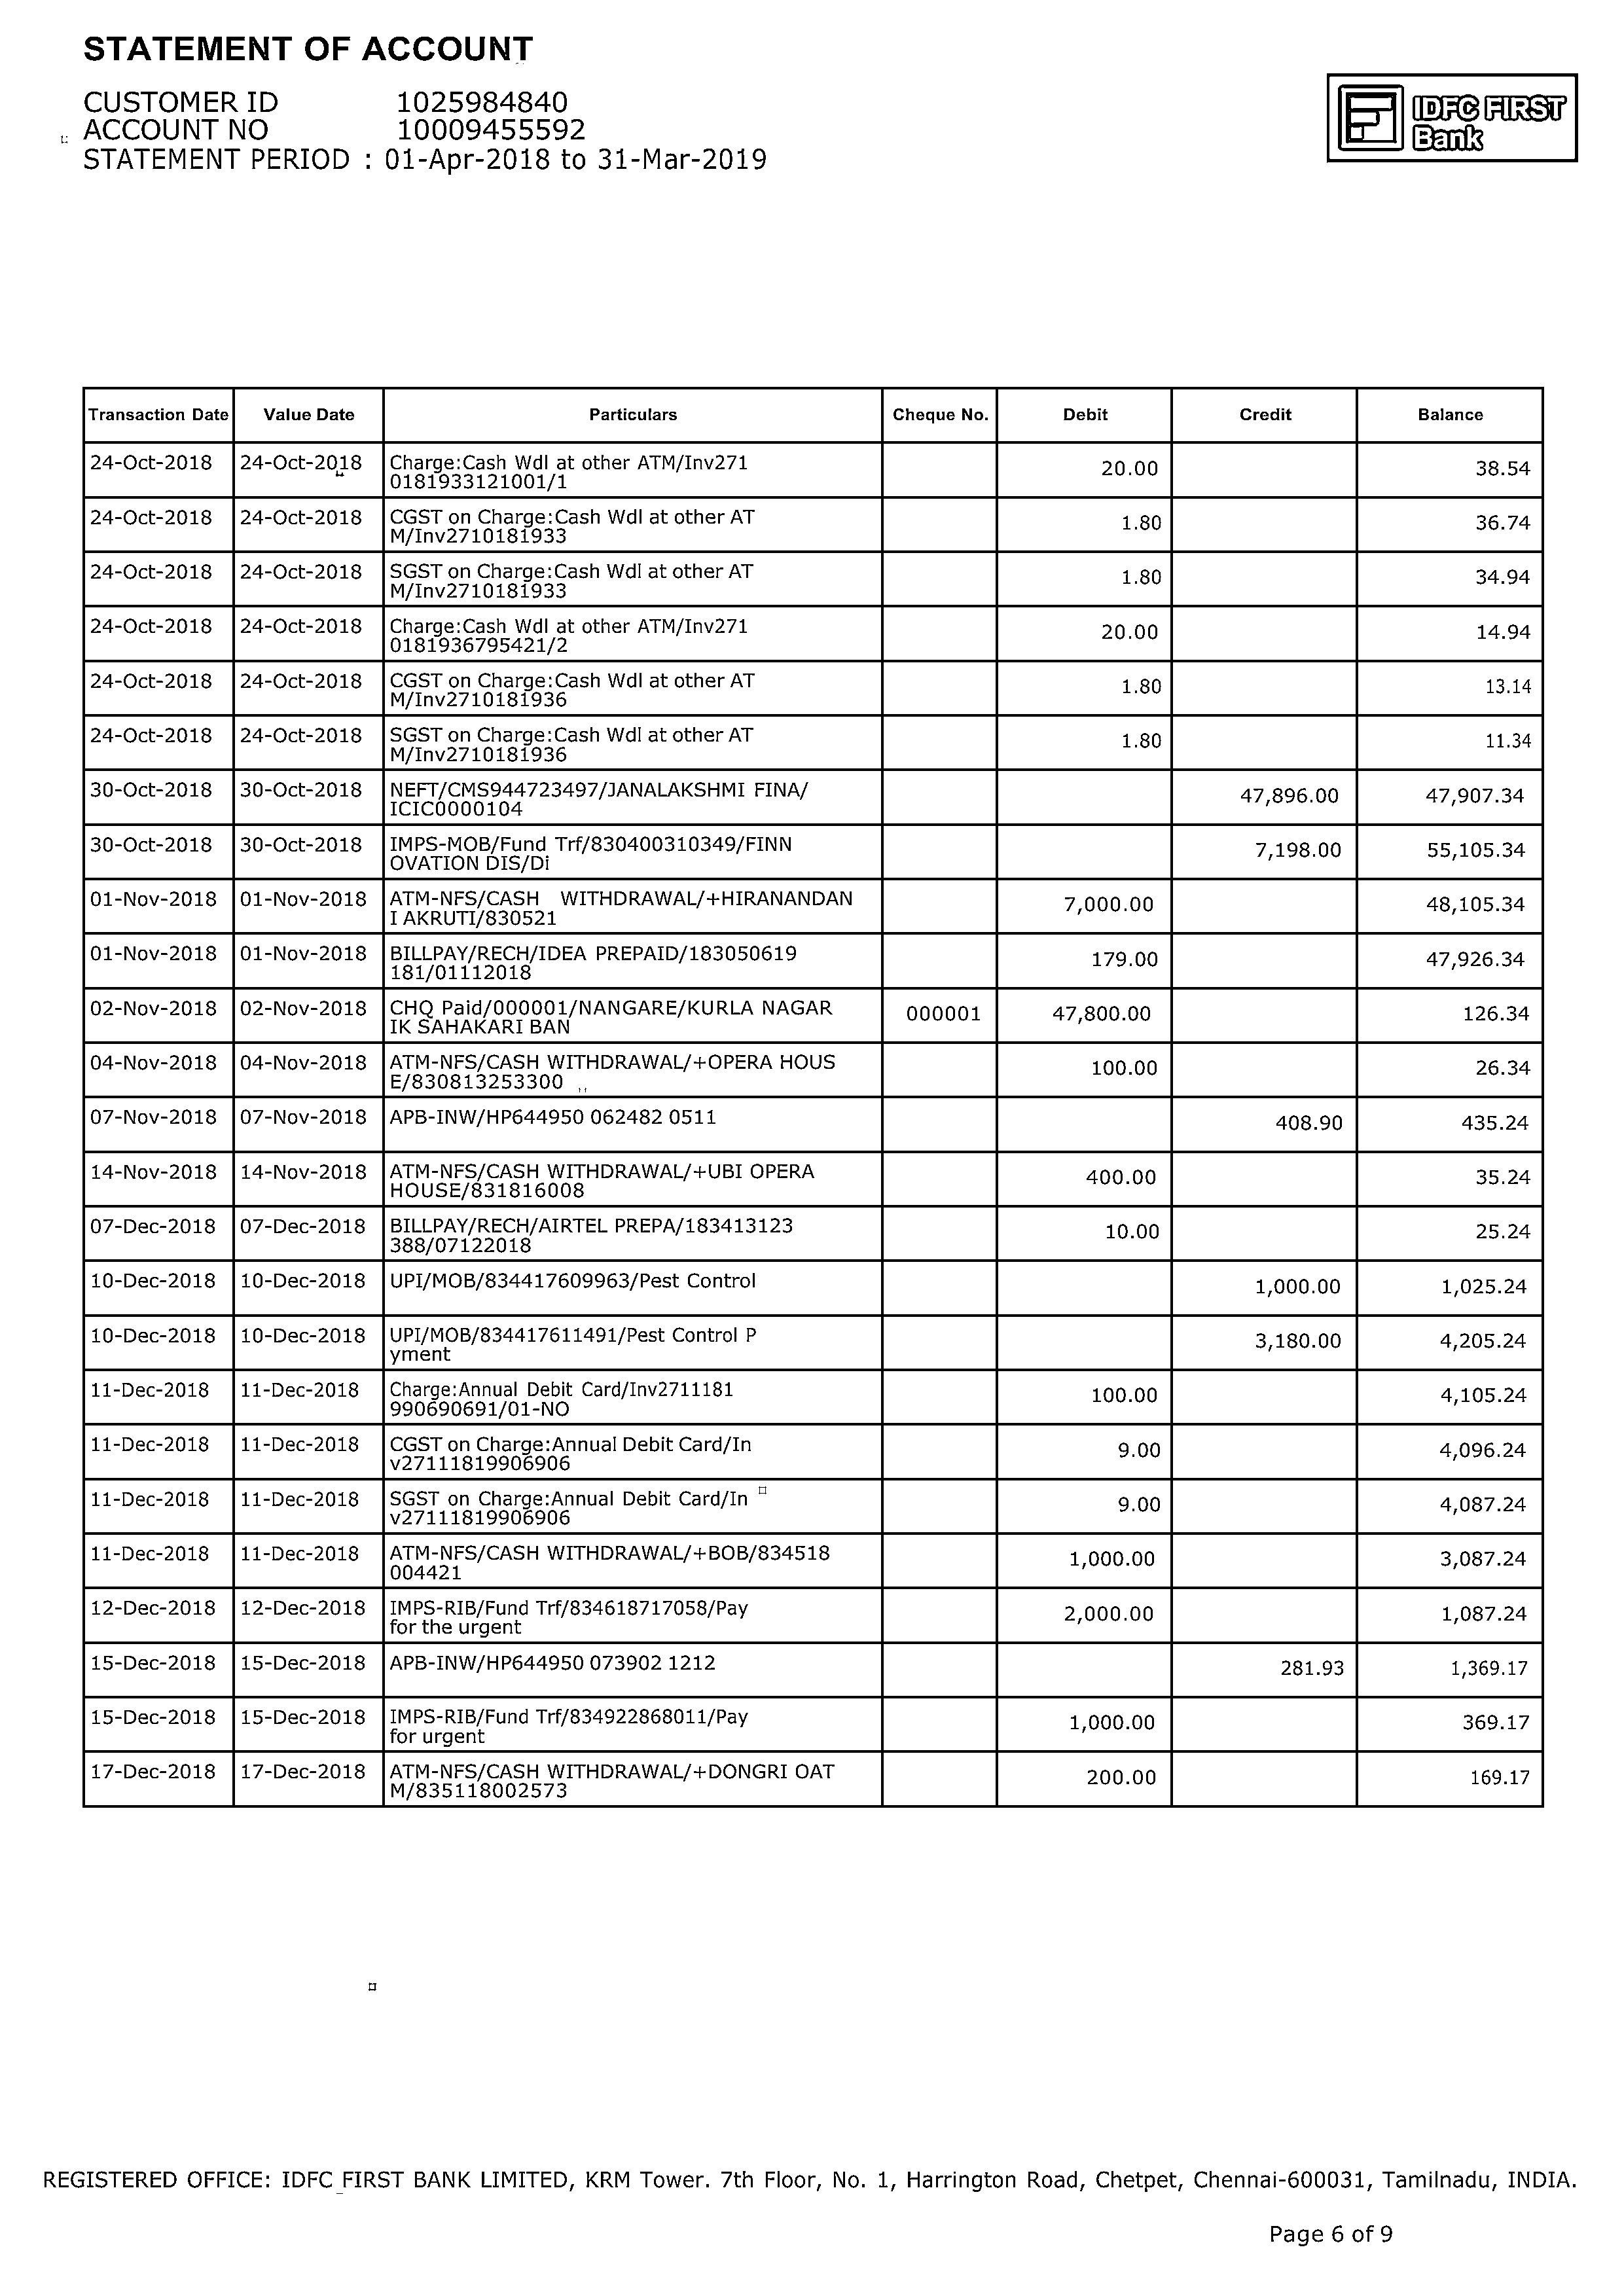 STATEMENT OF ACCOUNT
CUSTOMER ID 1025984840
ACCOUNT NO 10009455592
STATEMENT PERIOD : 01-Apr-2018 to 31-Mar-2019
IDFC FIRST
Bank
Transaction Date Value Date Particulars Cheque No. Debit Credit Balance
24-Oct-2018 24-Oct-2018 Charge:Cash Wdl at other ATM/Inv271 20.00 38.54
0181933121001/1
24-Oct-2018 24-Oct-2018 CGST on Charge:Cash Wdl at other AT 1.80 36.74
M/Inv2710181933
24-Oct-2018 24-Oct-2018 SGST on Charge:Cash Wdl at other AT 1.80 34.94
M/Inv2710181933
24-Oct-2018 24-Oct-2018 Charge:Cash Wdl at other ATM/Inv271 20.00 14.94
0181936795421/2
24-Oct-2018 24-Oct-2018 CGST on Charge:Cash Wdl at other AT 1.80 13.14
M/Inv2710181936
24-Oct-2018 24-Oct-2018 SGST on Charge:Cash Wdl at other AT 1.80 11.34
M/Inv2710181936
30-Oct-2018 30-Oct-2018 NEFT/CMS944723497/JANALAKSHMI FINA/ 47,896.00 47,907.34
ICIC0000104
30-Oct-2018 30-Oct-2018 IMPS-MOB/Fund Trf/830400310349/FINN 7,198.00 55,105.34
OVATION DIS/Di
01-Nov-2018 01-Nov-2018 ATM-NFS/CASH WITHDRAWAL/+HIRANANDAN 7,000.00 48,105.34
I AKRUTI/830521
01-Nov-2018 01-Nov-2018 BILLPAY/RECH/IDEA PREPAID/183050619 179.00 47,926.34
181/01112018
02-Nov-2018 02-Nov-2018 CHQ Paid/000001/NANGARE/KURLA NAGAR 000001 47,800.00 126.34
IK SAHAKARI BAN
04-Nov-2018 04-Nov-2018 ATM-NFS/CASH WITHDRAWAL/+OPERA HOUS 100.00 26.34
E/830813253300
07-Nov-2018 07-Nov-2018 APB-INW/HP644950 062482 0511 408.90 435.24
14-Nov-2018 14-Nov-2018 ATM-NFS/CASH WITHDRAWAL/+UBI OPERA 400.00 35.24
HOUSE/831816008
07-Dec-2018 07-Dec-2018 BILLPAY/RECH/AIRTEL PREPA/183413123 10.00 25.24
388/07122018
10-Dec-2018 10-Dec-2018 UPI/MOB/834417609963/Pest Control 1,000.00 1,025.24
10-Dec-2018 10-Dec-2018 UPI/MOB/834417611491/Pest Control P 3,180.00 4,205.24
yment
11-Dec-2018 11-Dec-2018 Charge:Annual Debit Card/Inv2711181 100.00 4,105.24
990690691/01-NO
11-Dec-2018 11-Dec-2018 CGST on Charge:Annual Debit Card/In 9.00 4,096.24
v27111819906906
11-Dec-2018 11-Dec-2018 SGST on Charge:Annual Debit Card/In 9.00 4,087.24
v27111819906906
11-Dec-2018 11-Dec-2018 ATM-NFS/CASH WITHDRAWAL/+BOB/834518 1,000.00 3,087.24
004421
12-Dec-2018 12-Dec-2018 IMPS-RIB/Fund Trf/834618717058/Pay 2,000.00 1,087.24
for the urgent
15-Dec-2018 15-Dec-2018 APB-INW/HP644950 073902 1212 281.93 1,369.17
15-Dec-2018 15-Dec-2018 IMPS-RIB/Fund Trf/834922868011/Pay 1,000.00 369.17
for urgent
17-Dec-2018 17-Dec-2018 ATM-NFS/CASH WITHDRAWAL/+DONGRI OAT 200.00 169.17
M/835118002573
REGISTERED OFFICE: IDFC FIRST BANK LIMITED, KRM Tower. 7th Floor, No. 1, Harrington Road, Chetpet, Chennai-600031, Tamilnadu, INDIA.
Page 6 of 9